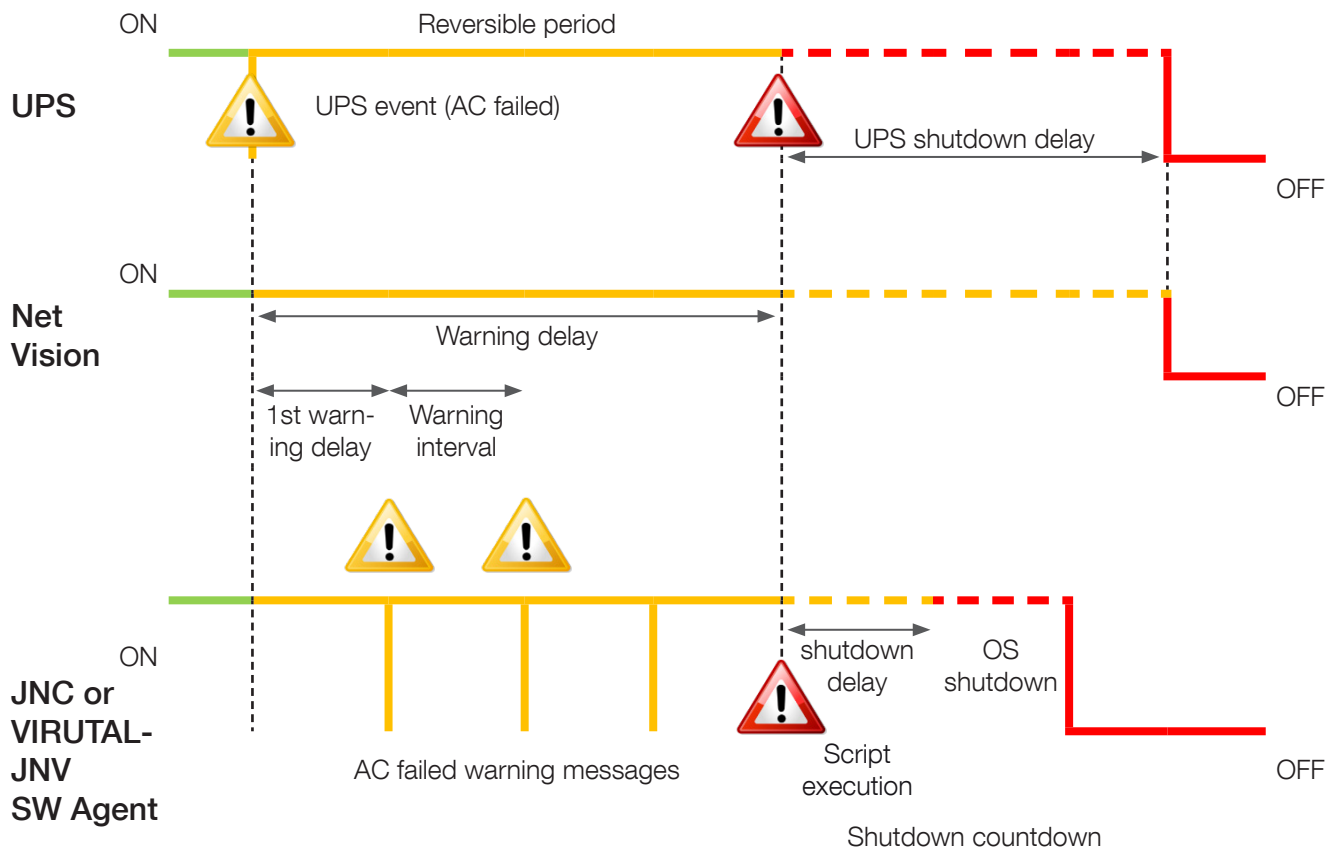 ON
Reversible period
UPS
UPS event (AC failed)
UPS shutdown delay
OFF
ON
Net
Vision
Warning delay
OFF
1st warn-
ing delay
Warning
interval
ON
shutdown
delay
OS
shutdown
JNC or
VIRUTAL-
JNV
SW Agent
AC failed warning messages
Script
execution
OFF
Shutdown countdown